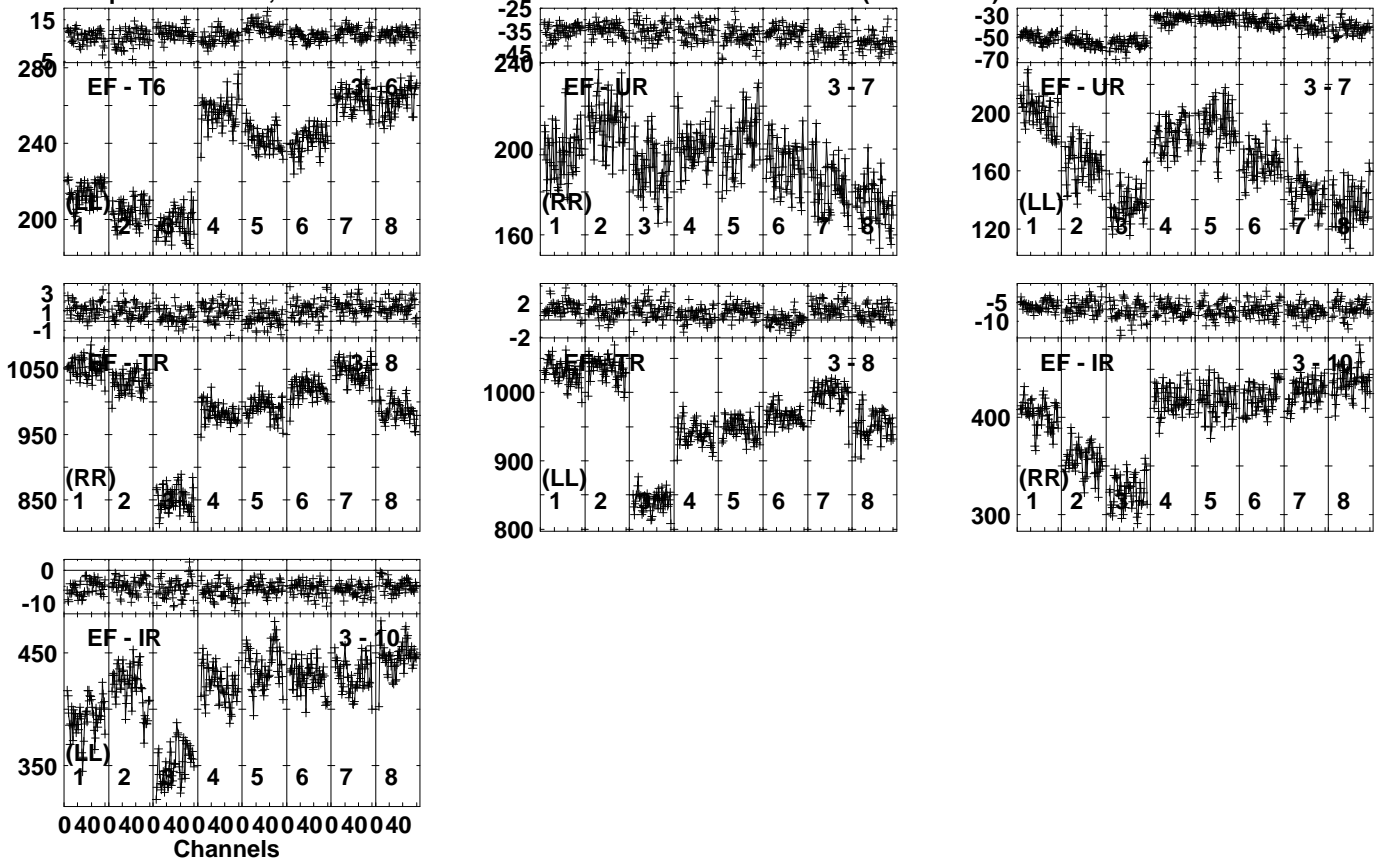 15
5
280
EF - T6
3 - 6
240
200
(LL)
1 2 3 4 5 6 7 8
-25
-35
-45
240
EF - UR
3 - 7
200
(RR)
160
1 2 3 4 5 6 7 8
-30
-50
-70
EF - UR
3 - 7
200
160
(LL)
120
1 2 3 4 5 6 7 8
3
1
-1
1050
EF - TR
3 - 8
950
(RR)
850
1 2 3 4 5 6 7 8
2
-2
EF - TR
3 - 8
1000
900
(LL)
800
1 2 3 4 5 6 7 8
-5
-10
EF - IR
3 - 10
400
(RR)
300
1 2 3 4 5 6 7 8
0
-10
EF - IR
3 - 10
450
350
(LL)
1 2 3 4 5 6 7 8
0 40 0 40 0 40 0 40 0 40 0 40 0 40 0 40
Channels